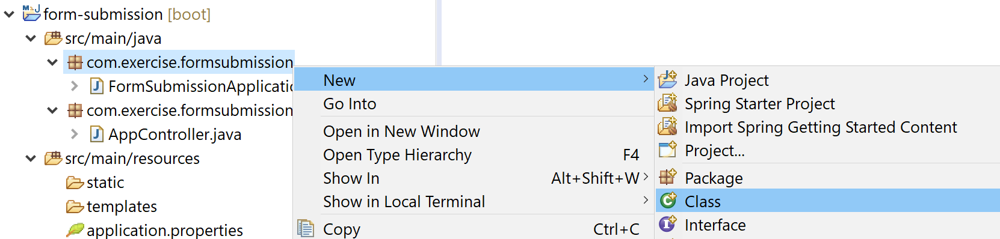 form-submission [boot]
src/main/java
com.exercise.formsubmission
FormSubmissionApplicatio
com.exercise.formsubmission
AppController.java
src/main/resources
static
templates
application.properties
New
Go Into
Open in New Window
Open Type Hierarchy F4
Show In Alt+Shift+W
Show in Local Terminal
Copy Ctrl+C
Java Project
Spring Starter Project
Import Spring Getting Started Content
Project...
Package
Class
Interface